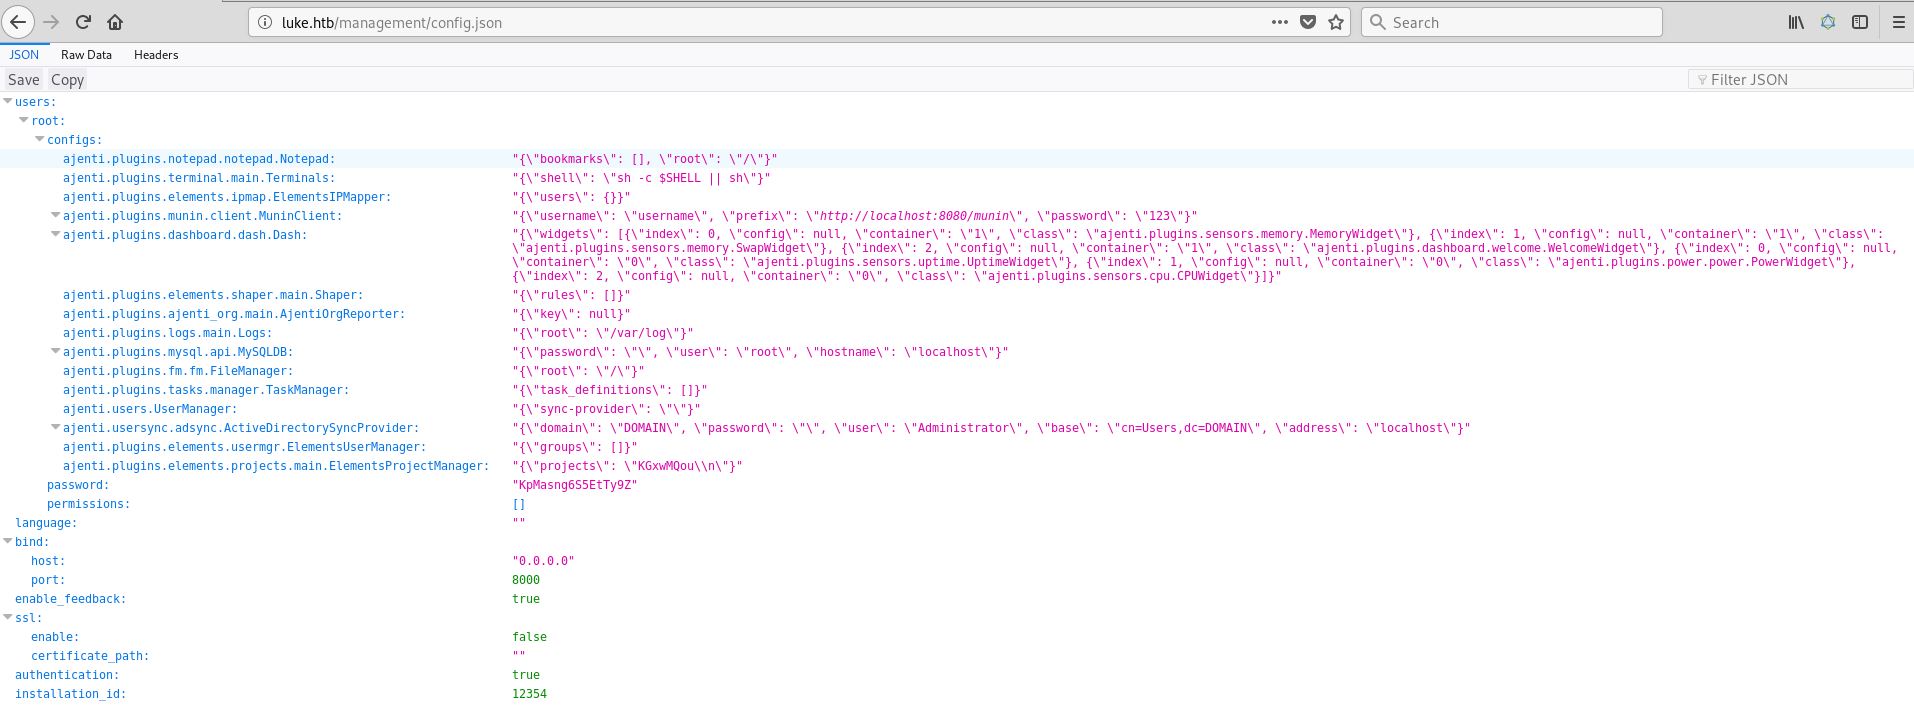 luke.htb/management/config.json
Search
JSON Raw Data Headers
Save Copy
Filter JSON
users:
root:
configs:
ajenti.plugins.notepad.notepad.Notepad: "{\"bookmarks\": [], \"root\": \"/\"}"
ajenti.plugins.terminal.main.Terminals: "{\"shell\": \"sh -c $SHELL || sh\"}"
ajenti.plugins.elements.ipmap.ElementsIPMapper: "{\"users\": {}}"
ajenti.plugins.munin.client.MuninClient: "{\"username\": \"username\", \"prefix\": \"http://localhost:8080/munin\", \"password\": \"123\"}"
ajenti.plugins.dashboard.dash.Dash: "{\"widgets\": [{\"index\": 0, \"config\": null, \"container\": \"1\", \"class\": \"ajenti.plugins.sensors.memory.MemoryWidget\"}, {\"index\": 1, \"config\": null, \"container\": \"1\", \"class\":
\"ajenti.plugins.sensors.memory.SwapWidget\"}, {\"index\": 2, \"config\": null, \"container\": \"1\", \"class\": \"ajenti.plugins.dashboard.welcome.WelcomeWidget\"}, {\"index\": 0, \"config\": null,
\"container\": \"0\", \"class\": \"ajenti.plugins.sensors.uptime.UptimeWidget\"}, {\"index\": 1, \"config\": null, \"container\": \"0\", \"class\": \"ajenti.plugins.power.power.PowerWidget\"},
{\"index\": 2, \"config\": null, \"container\": \"0\", \"class\": \"ajenti.plugins.sensors.cpu.CPUWidget\"}]}"
ajenti.plugins.elements.shaper.main.Shaper: "{\"rules\": []}"
ajenti.plugins.ajenti_org.main.AjentiOrgReporter: "{\"key\": null}"
ajenti.plugins.logs.main.Logs: "{\"root\": \"/var/log\"}"
ajenti.plugins.mysql.api.MySQLDB: "{\"password\": \"\", \"user\": \"root\", \"hostname\": \"localhost\"}"
ajenti.plugins.fm.fm.FileManager: "{\"root\": \"/\"}"
ajenti.plugins.tasks.manager.TaskManager: "{\"task_definitions\": []}"
ajenti.users.UserManager: "{\"sync-provider\": \"\"}"
ajenti.usersync.adsync.ActiveDirectorySyncProvider: "{\"domain\": \"DOMAIN\", \"password\": \"\", \"user\": \"Administrator\", \"base\": \"cn=Users,dc=DOMAIN\", \"address\": \"localhost\"}"
ajenti.plugins.elements.usermgr.ElementsUserManager: "{\"groups\": []}"
ajenti.plugins.elements.projects.main.ElementsProjectManager: "{\"projects\": \"KGxwMQou\\n\"}"
password: "KpMasng6S5EtTy9Z"
permissions: []
language: ""
bind:
host: "0.0.0.0"
port: 8000
enable_feedback: true
ssl:
enable: false
certificate_path: ""
authentication: true
installation_id: 12354